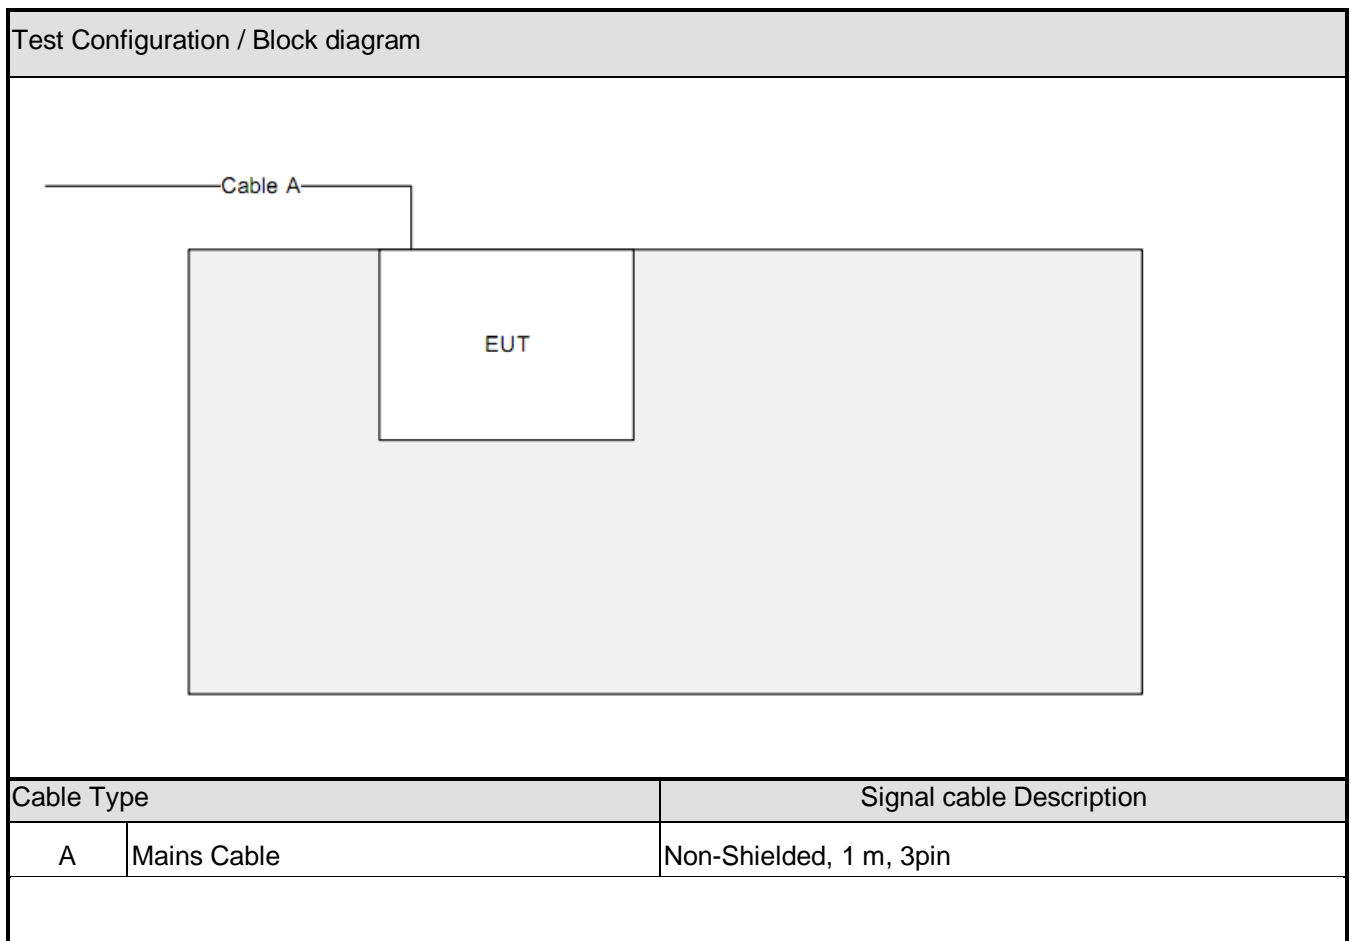 Test Configuration / Block diagram
Cable A
EUT
Cable Type Signal cable Description
A Mains Cable Non-Shielded, 1 m, 3pin